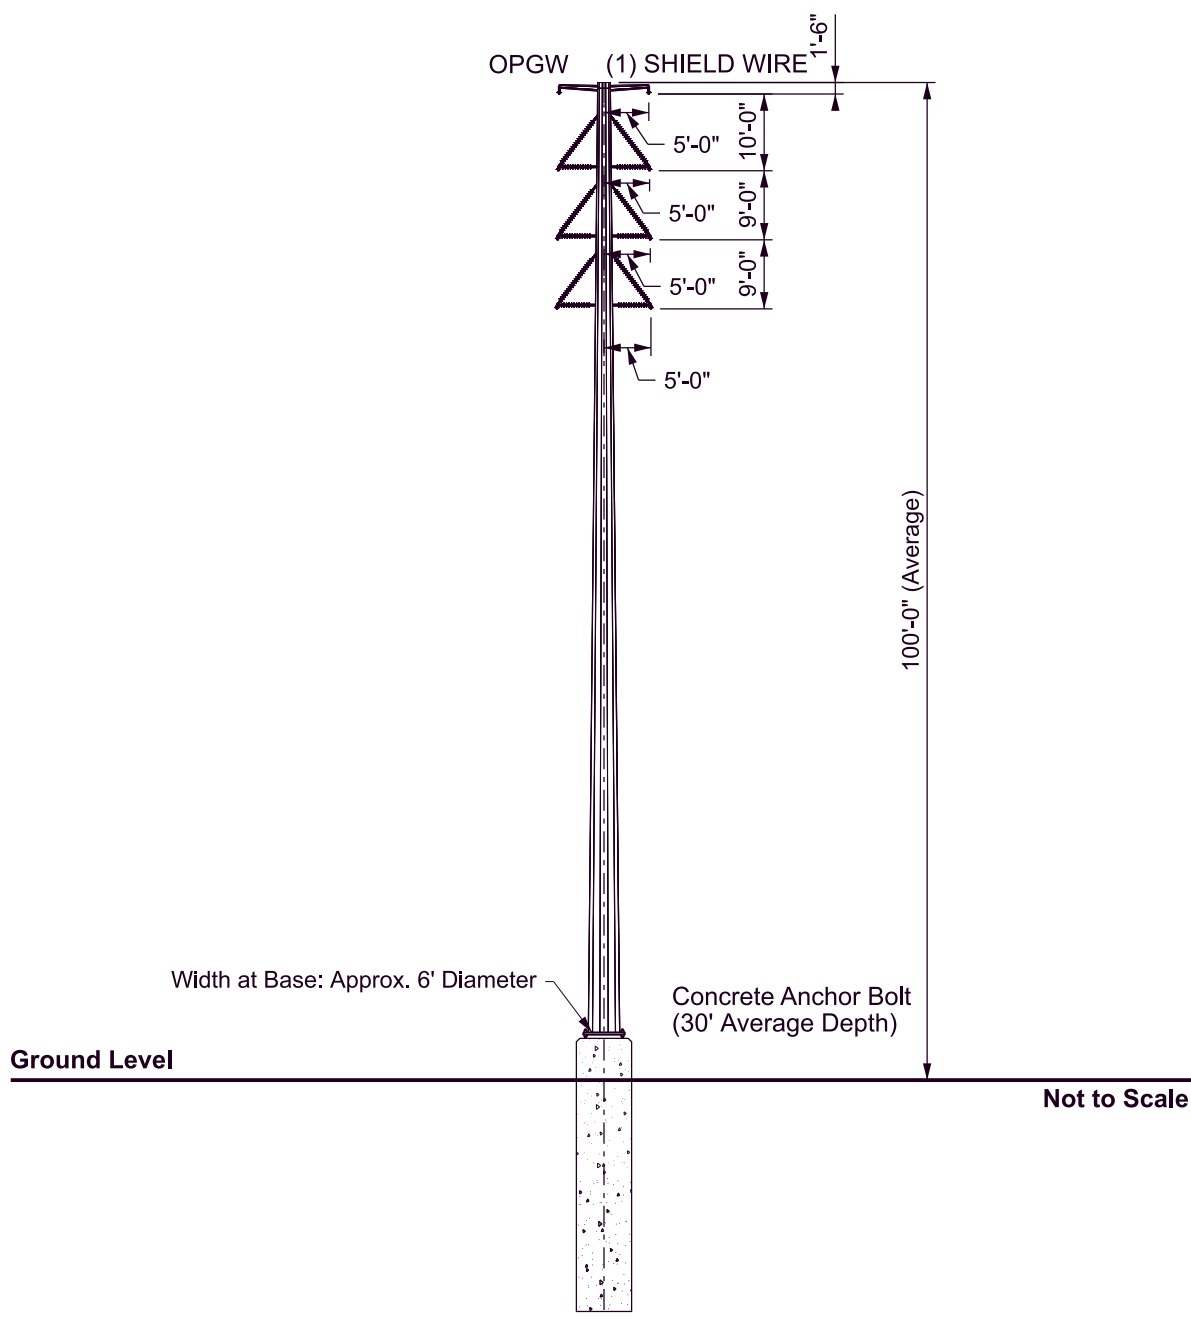 1'-6"
OPGW (1) SHIELD WIRE
5'-0"
10'-0"
5'-0"
9'-0"
5'-0"
9'-0"
5'-0"
100'-0" (Average)
Width at Base: Approx. 6' Diameter
Concrete Anchor Bolt
(30' Average Depth)
Ground Level
Not to Scale